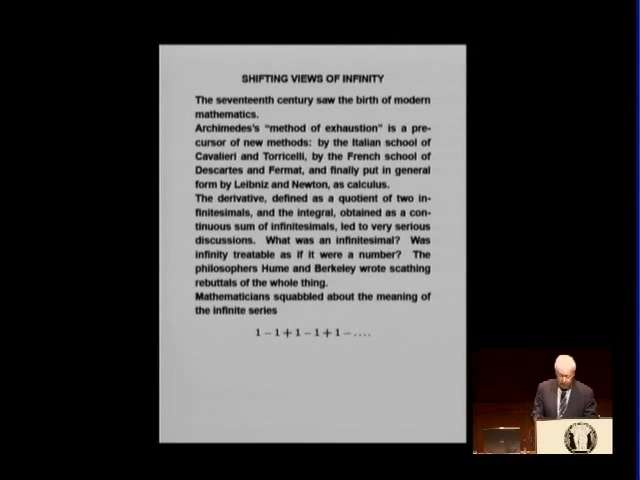 SHIFTING VIEWS OF INFINITY
The seventeenth century saw the birth of modern
mathematics.
Archimedes's "method of exhaustion" is a pre-
cursor of new methods: by the Italian school of
Cavalieri and Torricelli, by the French school of
Descartes and Fermat, and finally put in general
form by Leibniz and Newton, as calculus.
The derivative, defined as a quotient of two in-
finitesimals, and the integral, obtained as a con-
tinuous sum of infinitesimals, led to very serious
discussions. What was an infinitesimal? Was
infinity treatable as if it were a number? The
philosophers Hume and Berkeley wrote scathing
rebuttals of the whole thing.
Mathematicians squabbled about the meaning of
the infinite series
1 − 1 + 1 − 1 + 1 − ....